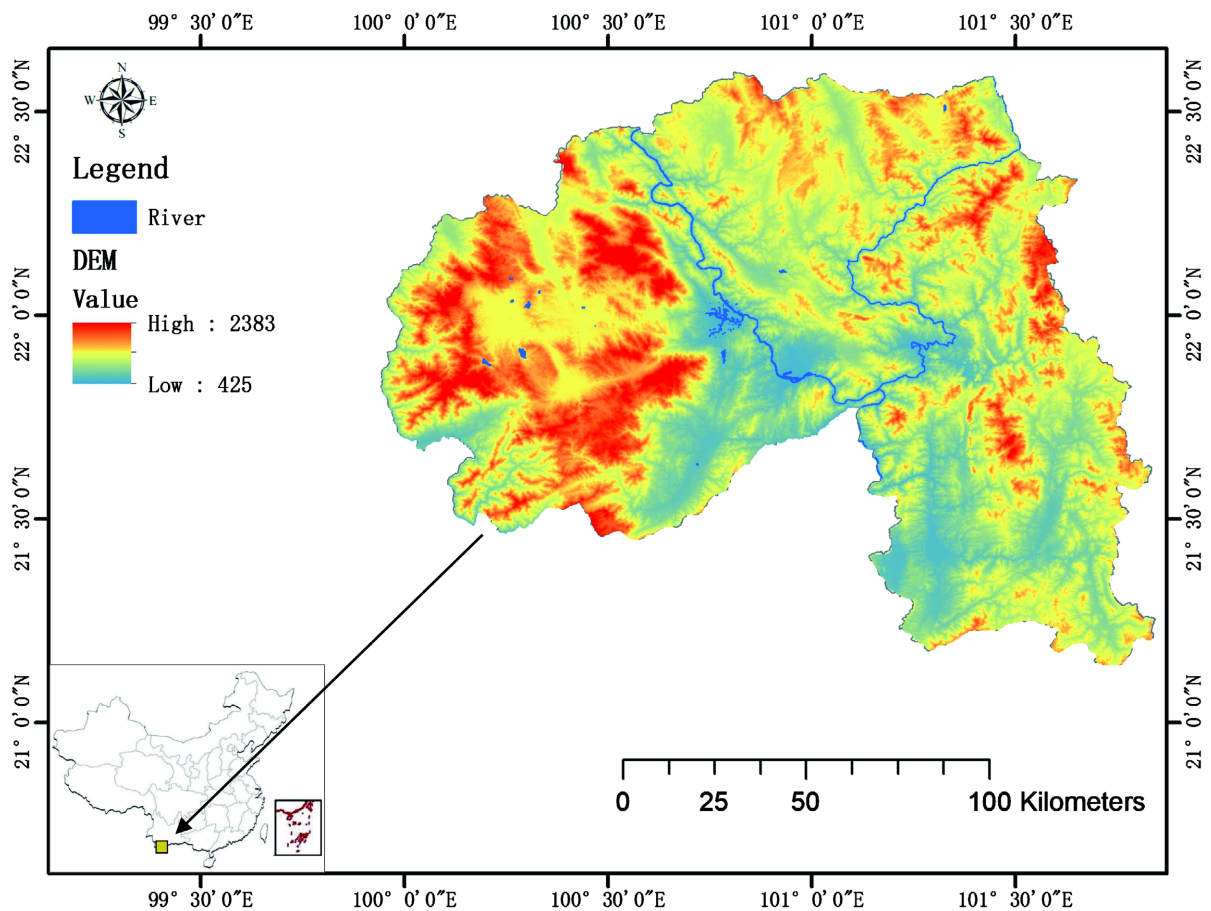 99° 30′ 0″E 100° 0′ 0″E 100° 30′ 0″E 101° 0′ 0″E 101° 30′ 0″E
N
W E
S
22° 30′ 0″N
22° 30′ 0″N
Legend
River
DEM
Value
High : 2383
Low : 425
22° 0′ 0″N
22° 0′ 0″N
21° 30′ 0″N
21° 30′ 0″N
21° 0′ 0″N
21° 0′ 0″N
0 25 50 100 Kilometers
99° 30′ 0″E 100° 0′ 0″E 100° 30′ 0″E 101° 0′ 0″E 101° 30′ 0″E